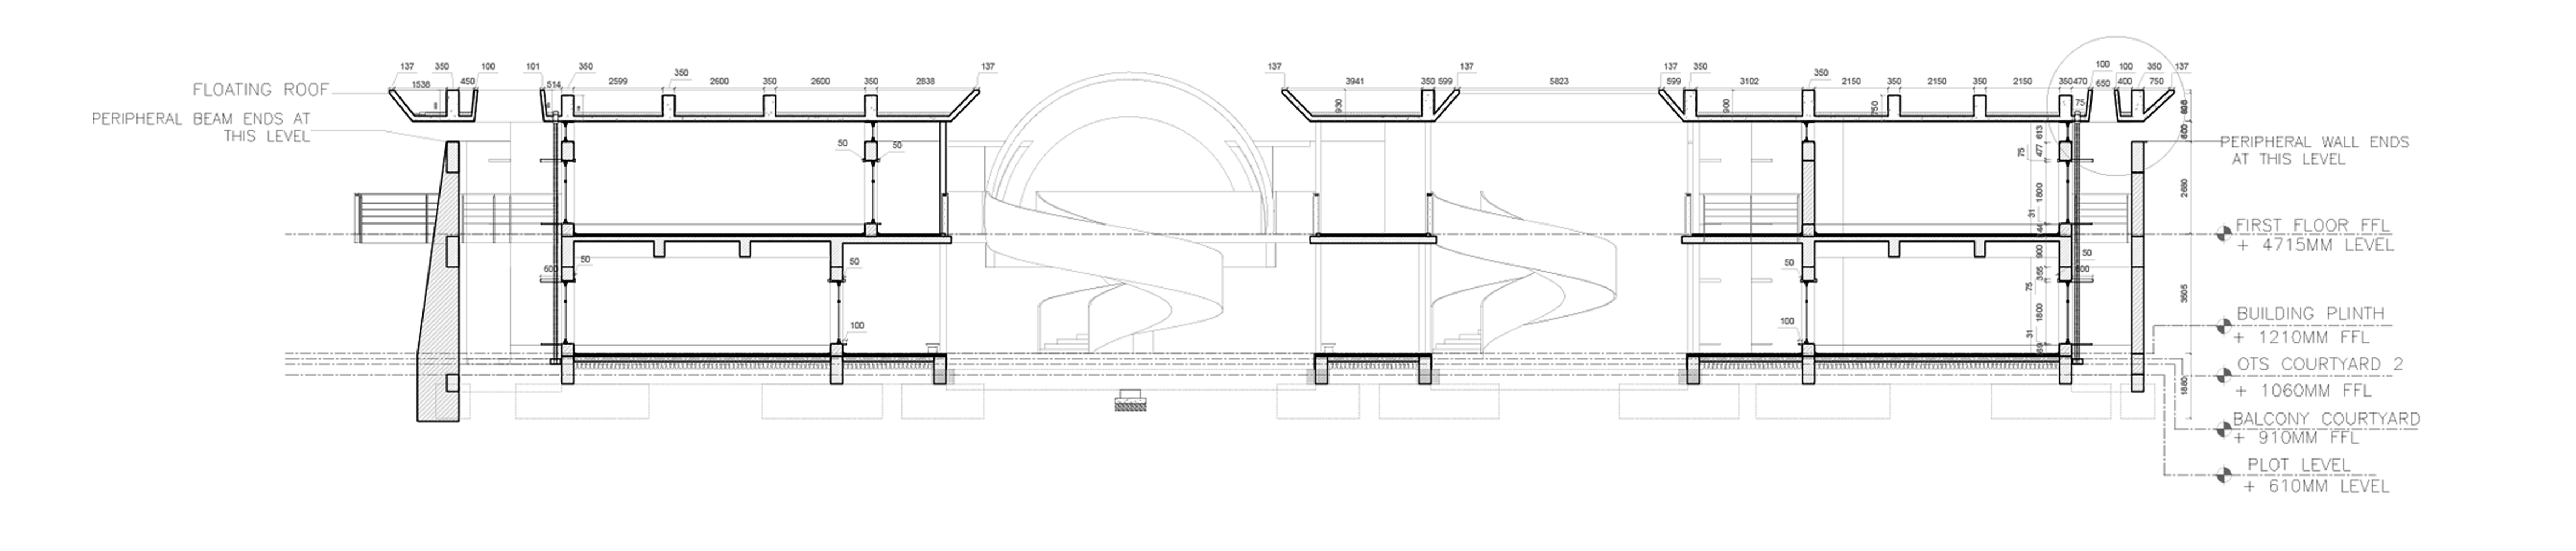 137 350 100
1538 450
101 350
514 2599 350 2600 350 2600 350 2838 137
137 3941 350 599 137
5823
137 350
599 3102 350 2150 350 2150 350 2150 350 470
100 100 350 137
650 400 750
FLOATING ROOF
PERIPHERAL BEAM ENDS AT
THIS LEVEL
930
900
750
75
600
613
477
75
50 50
PERIPHERAL WALL ENDS
AT THIS LEVEL
1800
2680
31
44
FIRST FLOOR FFL
+ 4715MM LEVEL
900
600 50
50
50
50
600
355
75
3505
1800
100
100
31
69
BUILDING PLINTH
+ 1210MM FFL
OTS COURTYARD 2
+ 1060MM FFL
1880
BALCONY COURTYARD
+ 910MM FFL
PLOT LEVEL
+ 610MM LEVEL